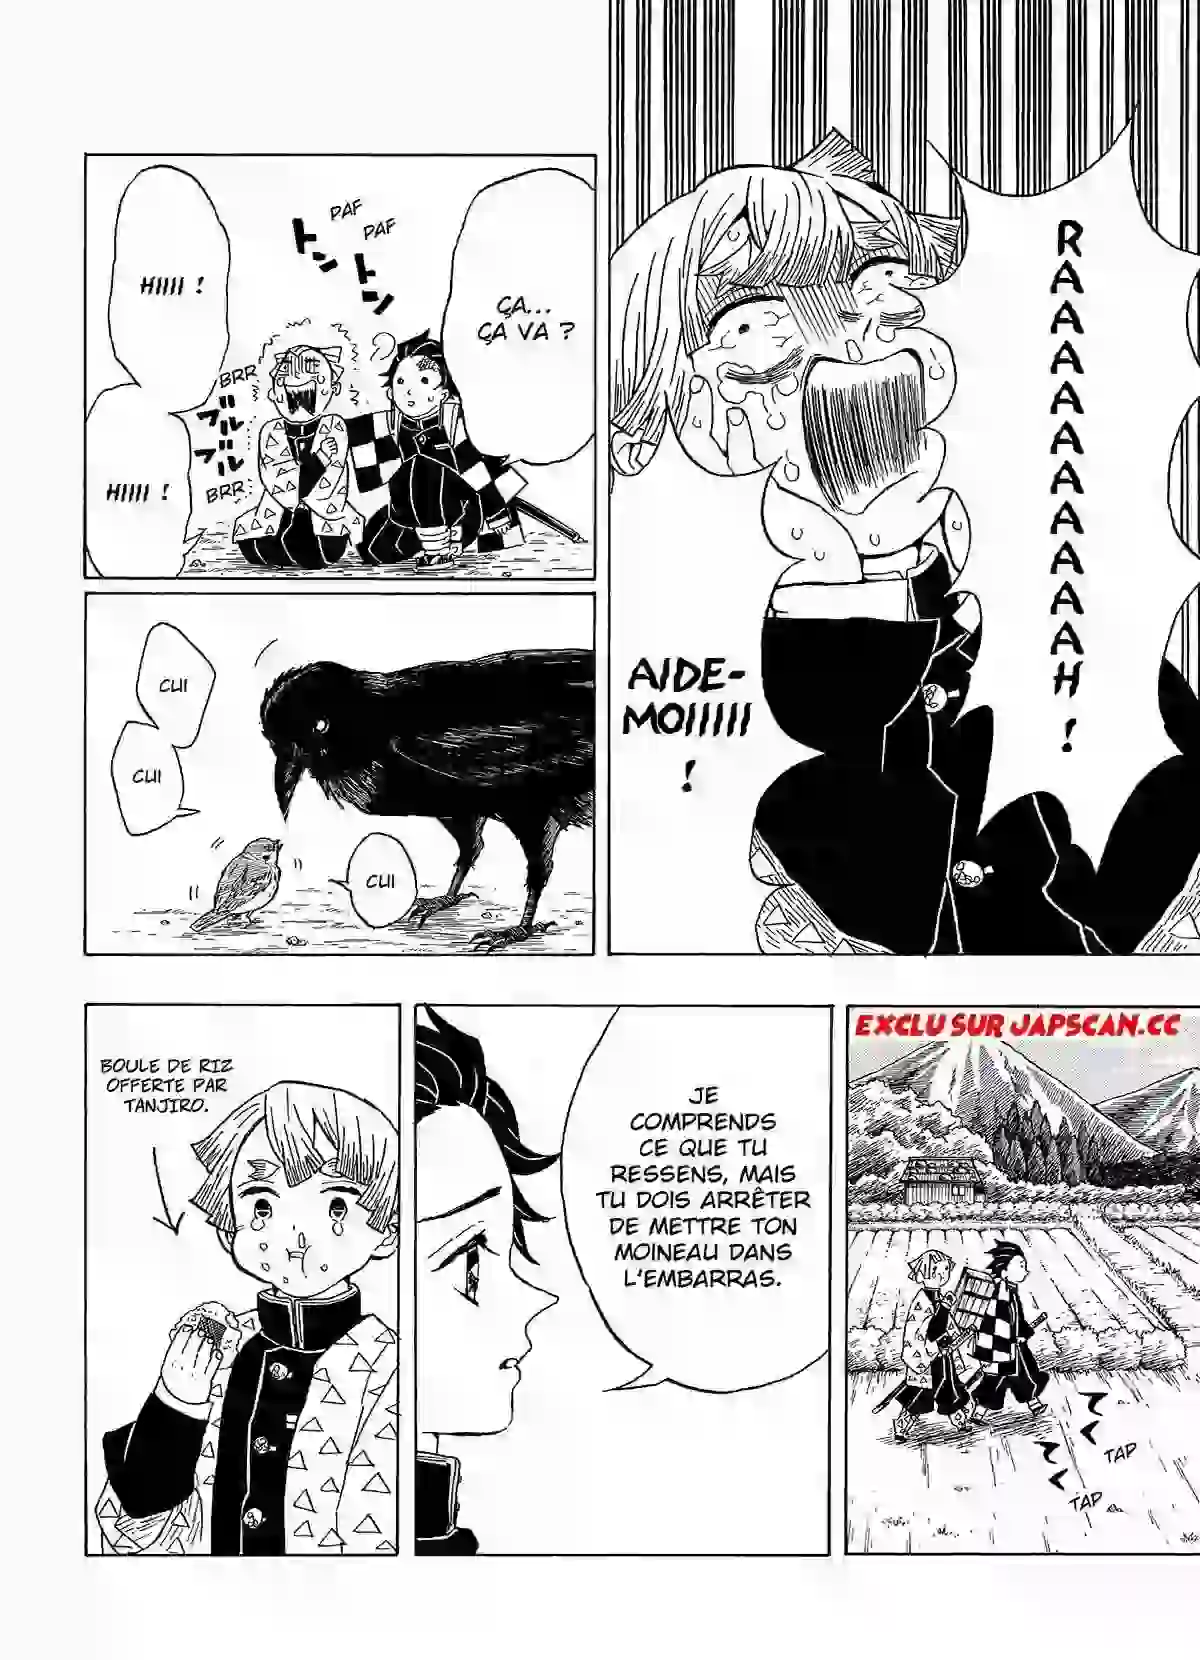 RAAAAAAAAAAH !
AIDE-
MOIIIII
!
ÇA...
ÇA VA ?
PAF
PAF
トントン
HIIII !
BRR
ブルブル
BRR
HIIII !
CUI
CUI
CUI
EXCLU SUR JAPSCAN.CC
てく
てく
TAP
TAP
JE
COMPRENDS
CE QUE TU
RESSENS, MAIS
TU DOIS ARRÊTER
DE METTRE TON
MOINEAU DANS
L'EMBARRAS.
BOULE DE RIZ
OFFERTE PAR
TANJIRO.